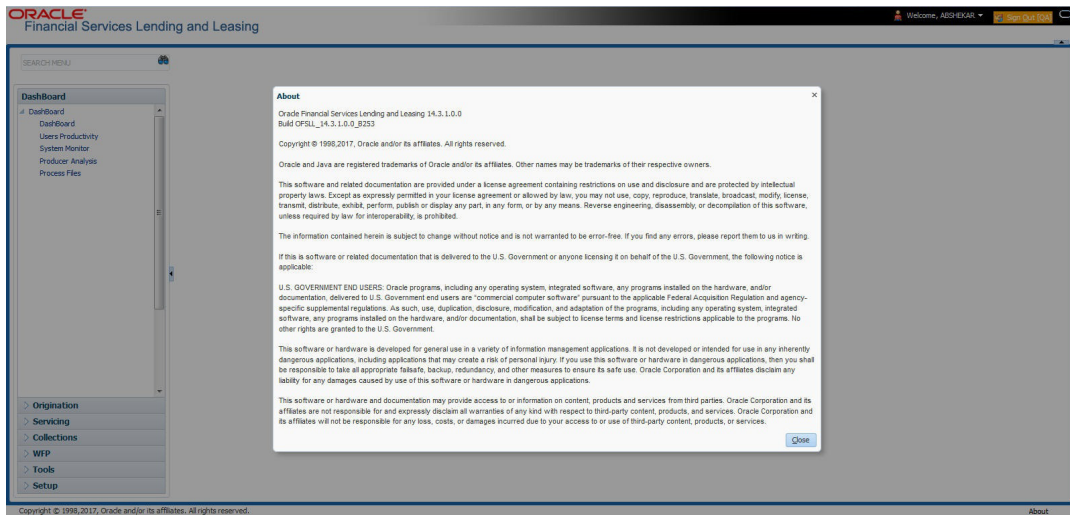 ORACLE
Financial Services Lending and Leasing
Welcome, ABSHEKAR
Sign Out [QA]
SEARCH MENU
DashBoard
DashBoard
DashBoard
Users Productivity
System Monitor
Producer Analysis
Process Files
Origination
Servicing
Collections
WFP
Tools
Setup
About
Oracle Financial Services Lending and Leasing 14.3.1.0.0
Build OFSLL_14.3.1.0.0_B253
Copyright © 1998,2017, Oracle and/or its affiliates. All rights reserved.
Oracle and Java are registered trademarks of Oracle and/or its affiliates. Other names may be trademarks of their respective owners.
This software and related documentation are provided under a license agreement containing restrictions on use and disclosure and are protected by intellectual
property laws. Except as expressly permitted in your license agreement or allowed by law, you may not use, copy, reproduce, translate, broadcast, modify, license,
transmit, distribute, exhibit, perform, publish or display any part, in any form, or by any means. Reverse engineering, disassembly, or decompilation of this software,
unless required by law for interoperability, is prohibited.
The information contained herein is subject to change without notice and is not warranted to be error-free. If you find any errors, please report them to us in writing.
If this is software or related documentation that is delivered to the U.S. Government or anyone licensing it on behalf of the U.S. Government, the following notice is
applicable:
U.S. GOVERNMENT END USERS: Oracle programs, including any operating system, integrated software, any programs installed on the hardware, and/or
documentation, delivered to U.S. Government end users are "commercial computer software" pursuant to the applicable Federal Acquisition Regulation and agency-
specific supplemental regulations. As such, use, duplication, disclosure, modification, and adaptation of the programs, including any operating system, integrated
software, any programs installed on the hardware, and/or documentation, shall be subject to license terms and license restrictions applicable to the programs. No
other rights are granted to the U.S. Government.
This software or hardware is developed for general use in a variety of information management applications. It is not developed or intended for use in any inherently
dangerous applications, including applications that may create a risk of personal injury. If you use this software or hardware in dangerous applications, then you shall
be responsible to take all appropriate failsafe, backup, redundancy, and other measures to ensure its safe use. Oracle Corporation and its affiliates disclaim any
liability for any damages caused by use of this software or hardware in dangerous applications.
This software or hardware and documentation may provide access to or information on content, products and services from third parties. Oracle Corporation and its
affiliates are not responsible for and expressly disclaim all warranties of any kind with respect to third-party content, products, and services. Oracle Corporation and
its affiliates will not be responsible for any loss, costs, or damages incurred due to your access to or use of third-party content, products, or services.
Close
Copyright © 1998,2017, Oracle and/or its affiliates. All rights reserved.
About